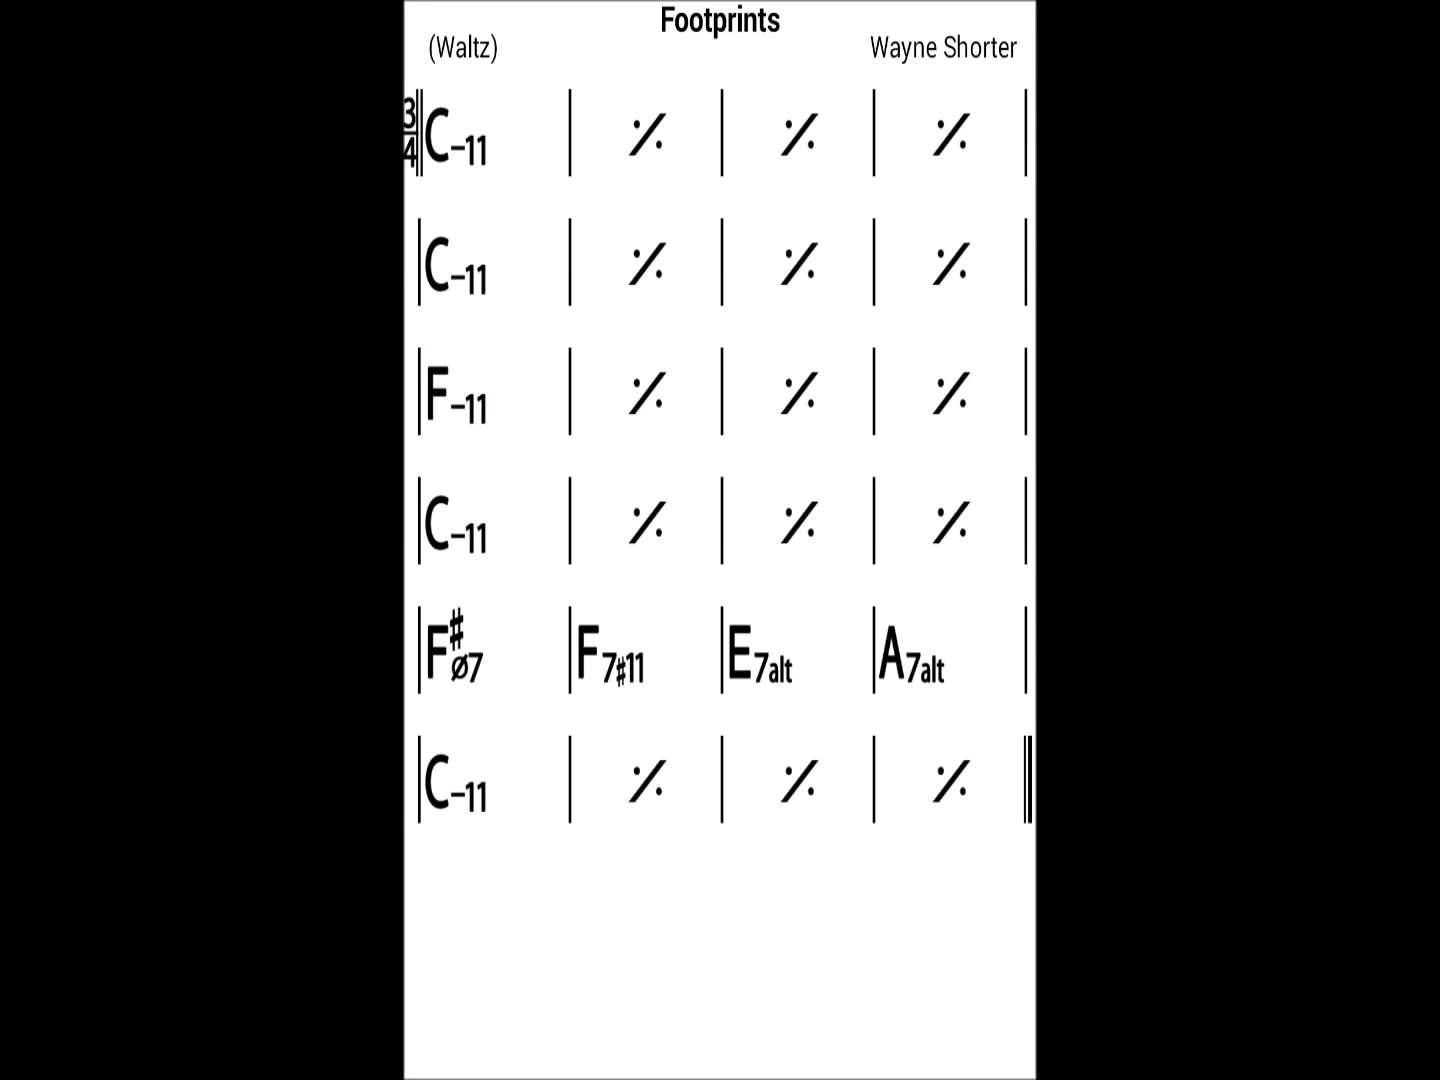 Footprints
(Waltz) Wayne Shorter
3/4 C–11 | 𝄎 | 𝄎 | 𝄎
C–11 | 𝄎 | 𝄎 | 𝄎
F–11 | 𝄎 | 𝄎 | 𝄎
C–11 | 𝄎 | 𝄎 | 𝄎
F♯ø7 | F7♯11 | E7alt | A7alt
C–11 | 𝄎 | 𝄎 | 𝄎